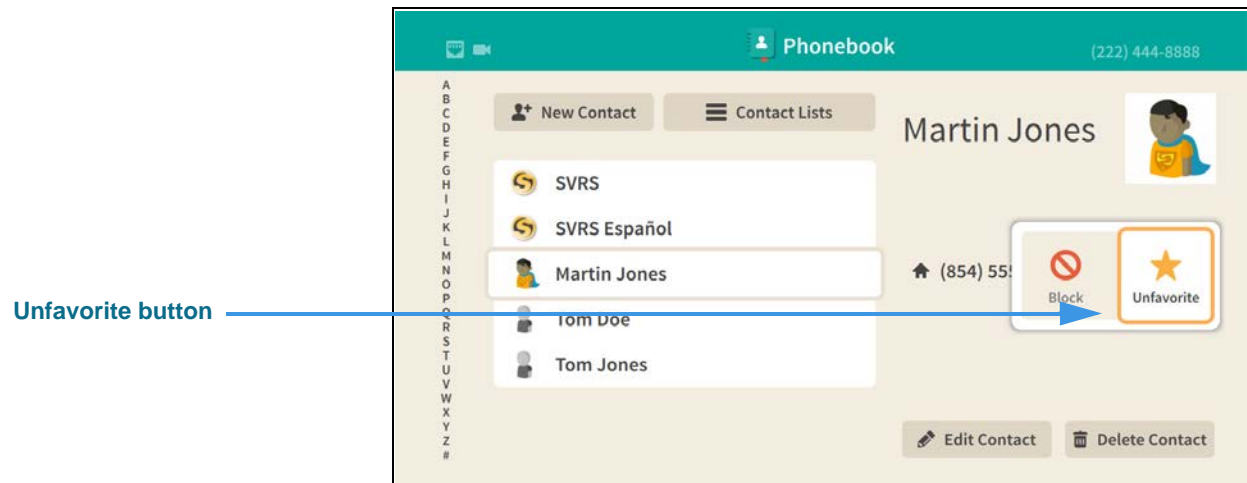 Phonebook
(222) 444-8888
A
B
C
D
E
F
G
H
I
J
K
L
M
N
O
P
Q
R
S
T
U
V
W
X
Y
Z
#
New Contact
Contact Lists
SVRS
SVRS Español
Martin Jones
Tom Doe
Tom Jones
Martin Jones
(854) 55
Block
Unfavorite
Edit Contact
Delete Contact
Unfavorite button